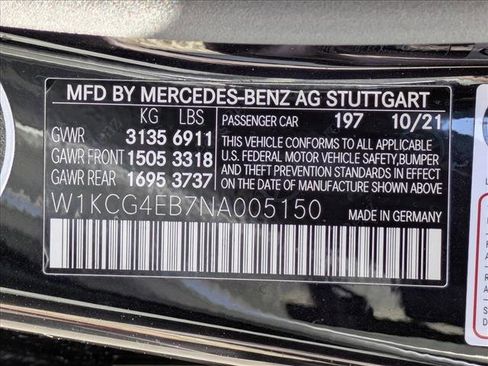 MFD BY MERCEDES-BENZ AG STUTTGART
KG LBS PASSENGER CAR 197 10/21
GVWR 3135 6911
GAWR FRONT 1505 3318
GAWR REAR 1695 3737
THIS VEHICLE CONFORMS TO ALL APPLICABLE
U.S. FEDERAL MOTOR VEHICLE SAFETY, BUMPER
AND THEFT PREVENTION STANDARDS IN EFFECT
ON THE DATE OF MANUFACTURE SHOWN ABOVE.
W1KCG4EB7NA005150
MADE IN GERMANY